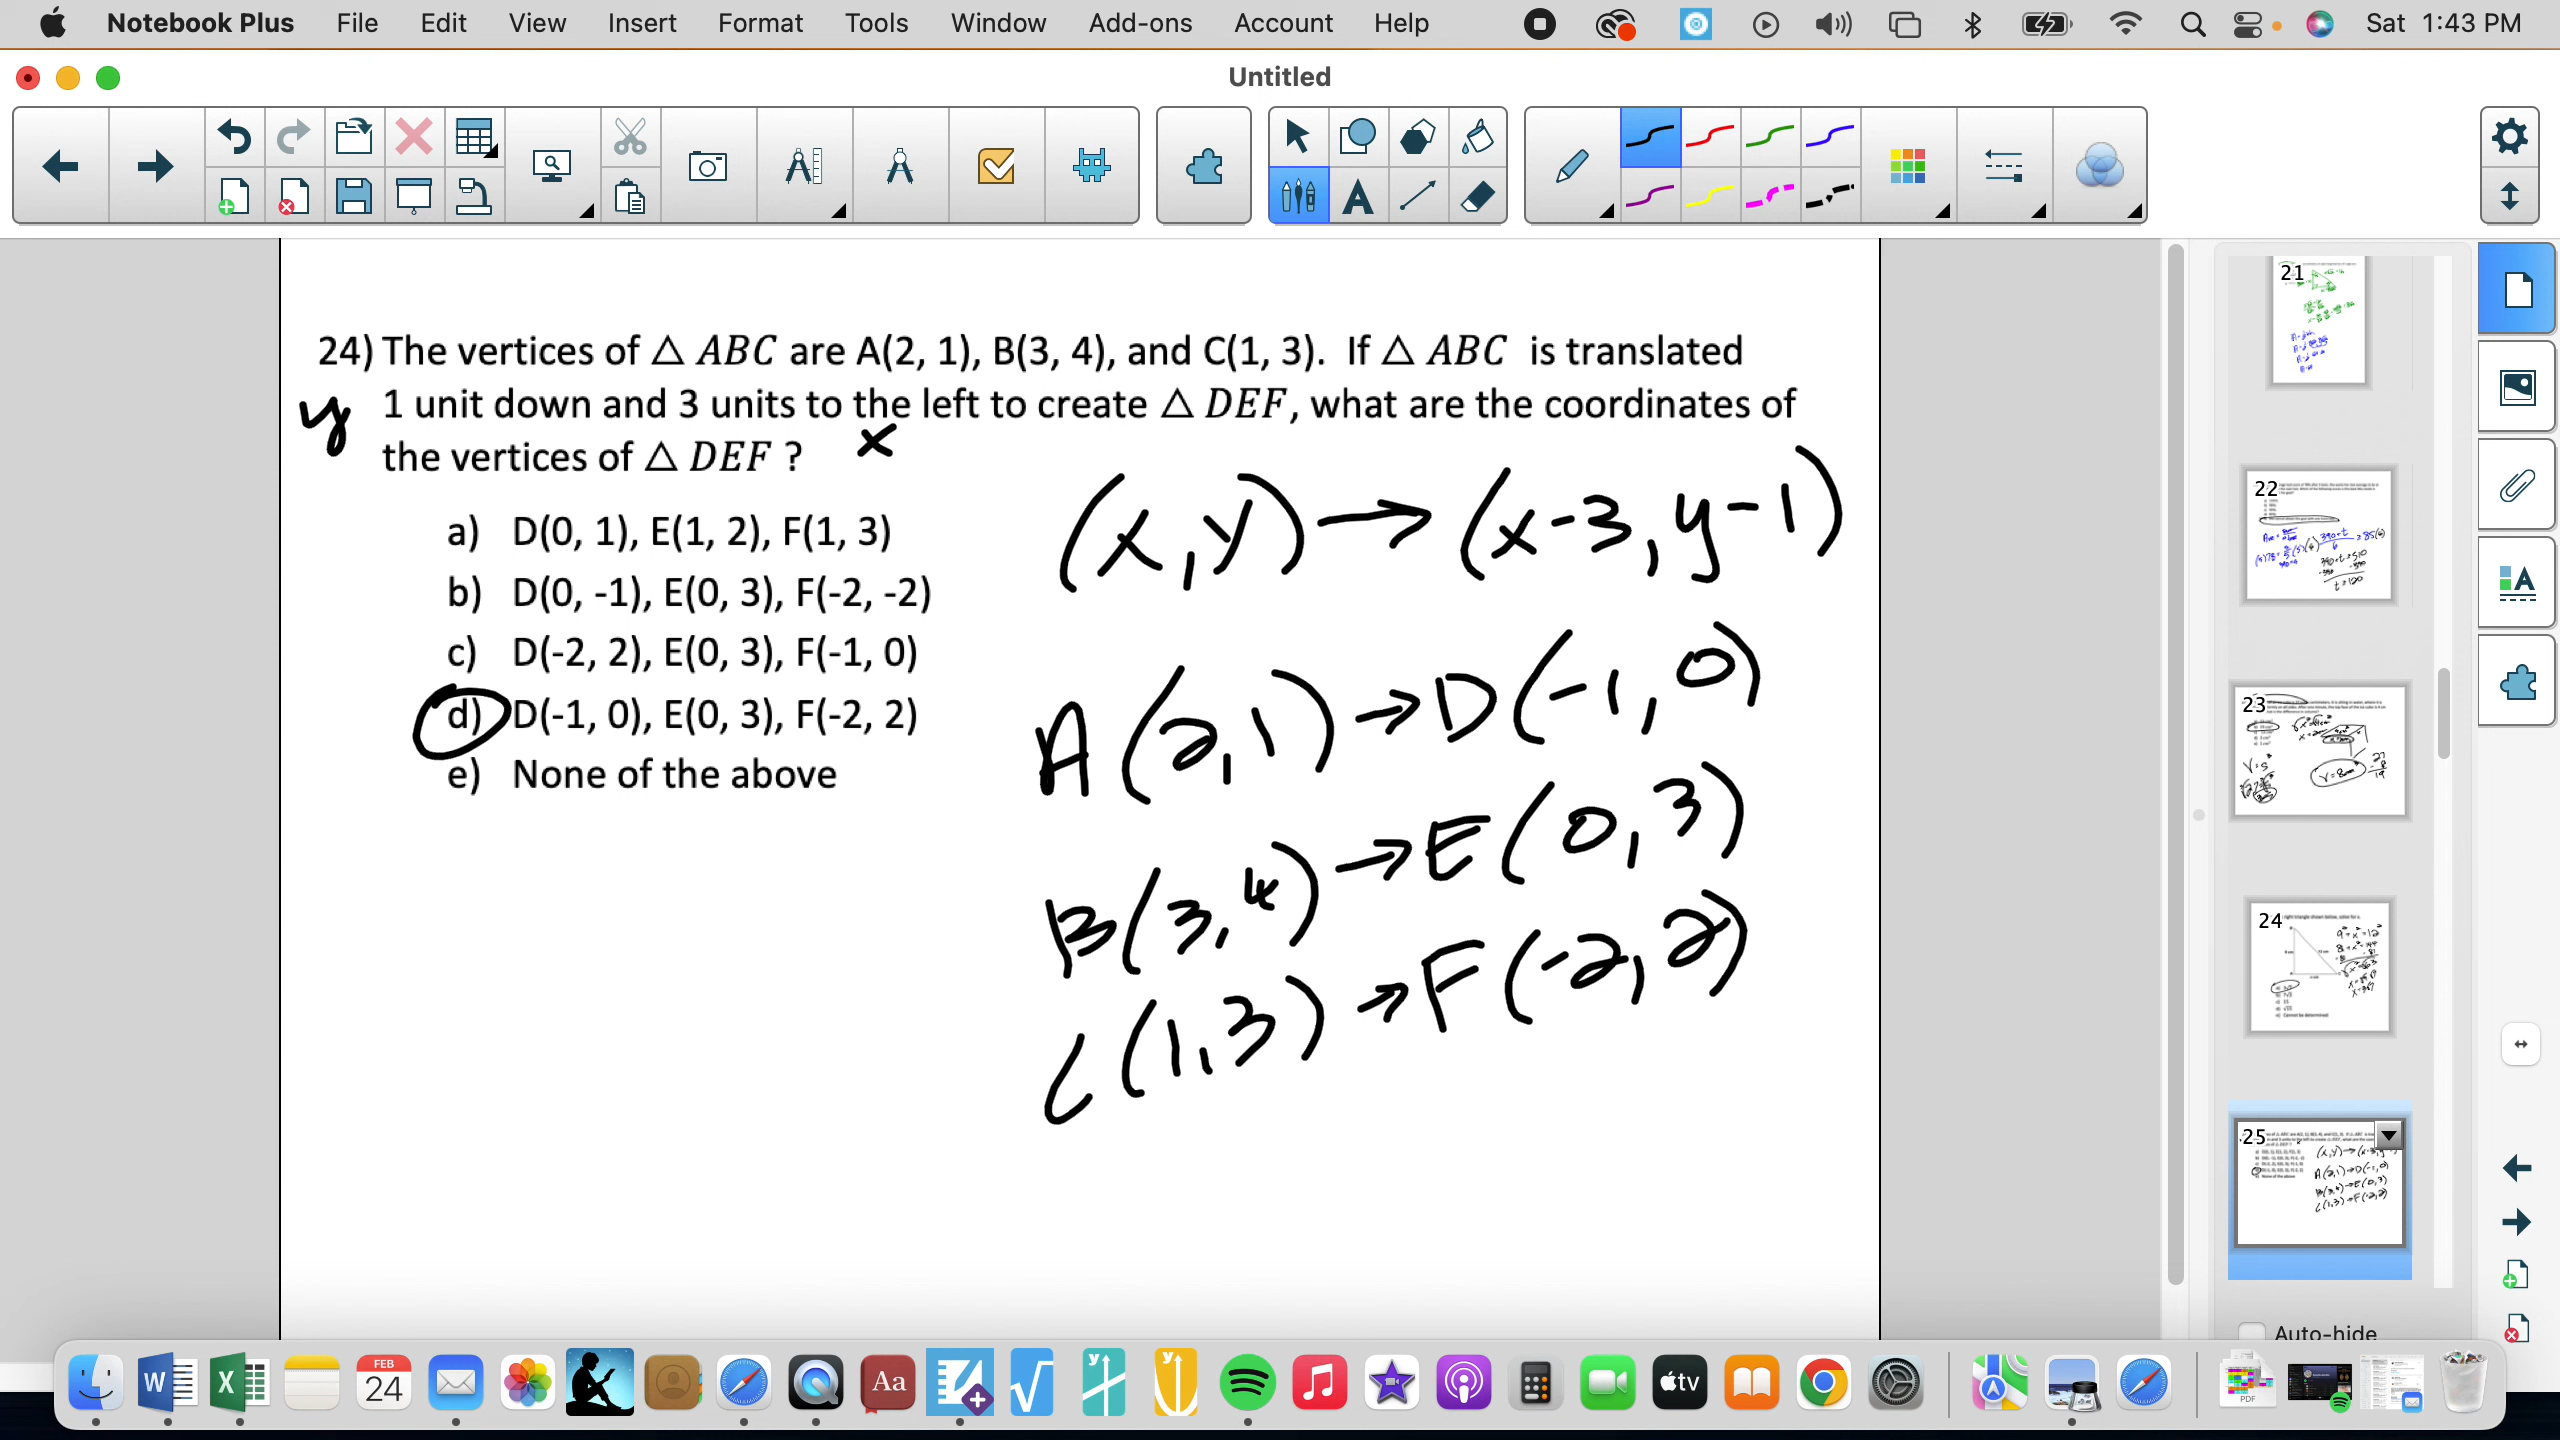 Notebook Plus File Edit View Insert Format Tools Window Add-ons Account Help Sat 1:43 PM
Untitled
24) The vertices of △ ABC are A(2, 1), B(3, 4), and C(1, 3). If △ ABC is translated
1 unit down and 3 units to the left to create △ DEF, what are the coordinates of
the vertices of △ DEF ?
y
x
a) D(0, 1), E(1, 2), F(1, 3)
b) D(0, -1), E(0, 3), F(-2, -2)
c) D(-2, 2), E(0, 3), F(-1, 0)
d) D(-1, 0), E(0, 3), F(-2, 2)
e) None of the above
(x,y)→(x-3,y-1)
A(2,1)→D(-1,0)
B(3,4)→E(0,3)
C(1,3)→F(-2,2)
21
22
23
24
25
Auto-hide
FEB
24
Aa
tv
PDF